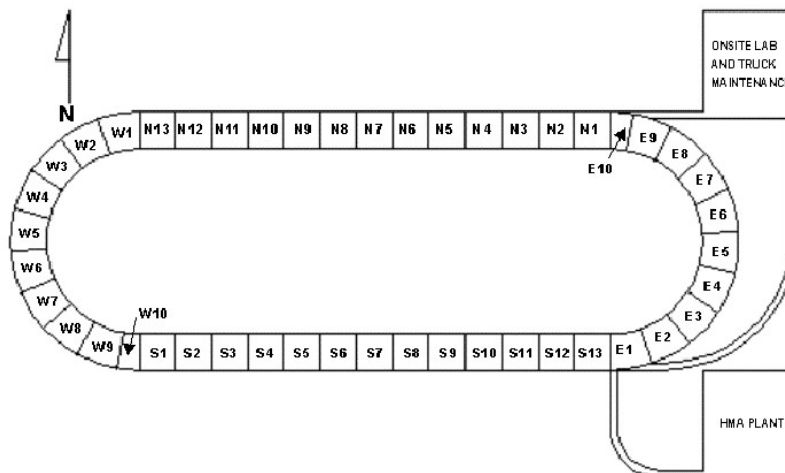 ONSITE LAB
AND TRUCK
MAINTENANCE
N
W1 N13 N12 N11 N10 N9 N8 N7 N6 N5 N4 N3 N2 N1 E9
W2 E8
E10
W3 E7
W4 E6
W5 E5
W6 E4
W7 W10 E3
W8 E2
W9 S1 S2 S3 S4 S5 S6 S7 S8 S9 S10 S11 S12 S13 E1
HMA PLANT